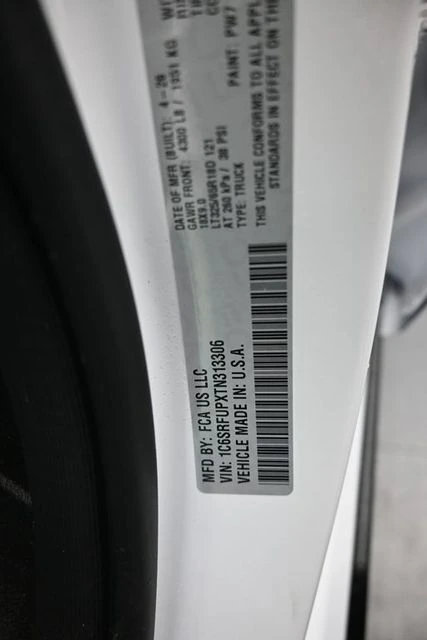 MFD BY: FCA US LLC
VIN: 1C6SRFUPXTN313306
VEHICLE MADE IN: U.S.A.
DATE OF MFR (BUILT): 4-26
GAWR FRONT: 4300 LB / 1951 KG
18X9.0
LT325/65R18D 121
AT 260 kPa / 38 PSI
TYPE: TRUCK
PAINT: PW7
THIS VEHICLE CONFORMS TO ALL APPL
STANDARDS IN EFFECT ON THE